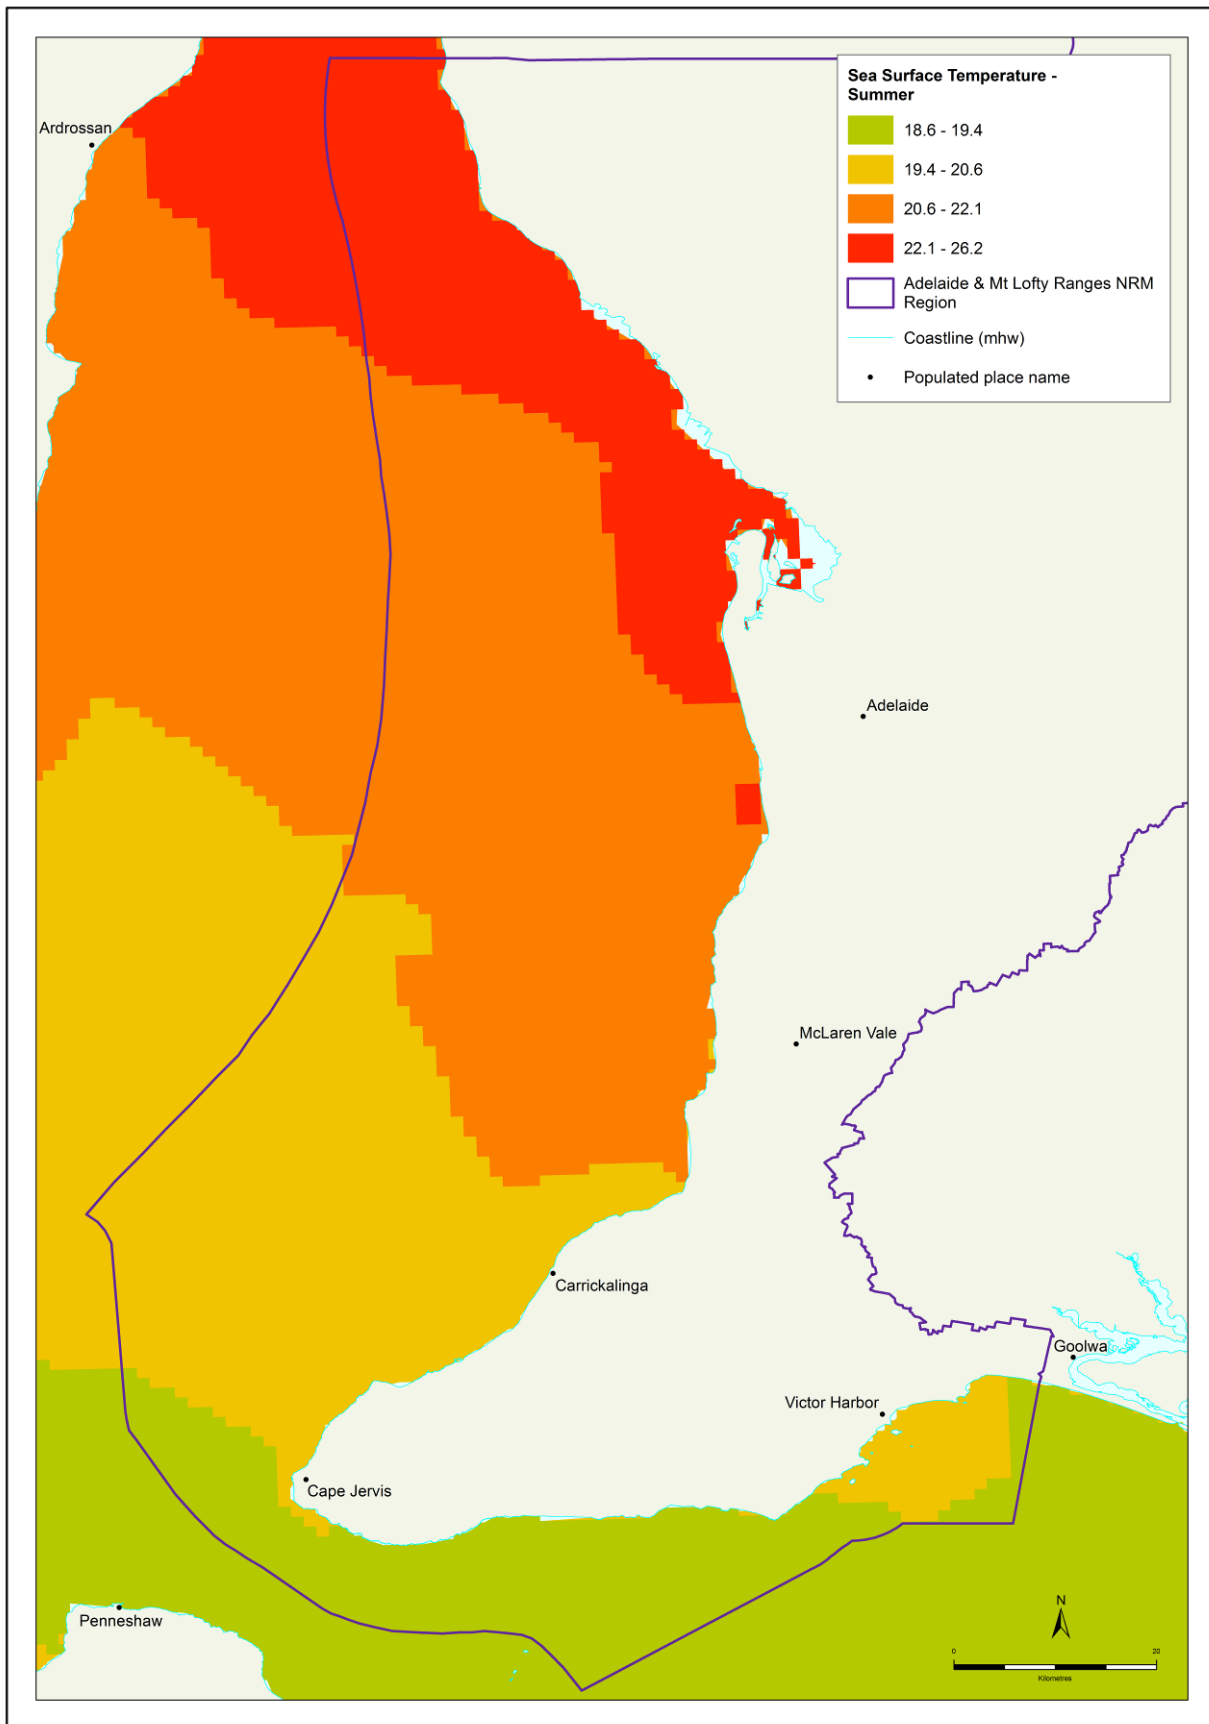 Sea Surface Temperature -
Summer
18.6 - 19.4
19.4 - 20.6
20.6 - 22.1
22.1 - 26.2
Adelaide & Mt Lofty Ranges NRM
Region
Coastline (mhw)
Populated place name
Ardrossan
Adelaide
McLaren Vale
Carrickalinga
Goolwa
Victor Harbor
Cape Jervis
Penneshaw
N
0 20
Kilometres